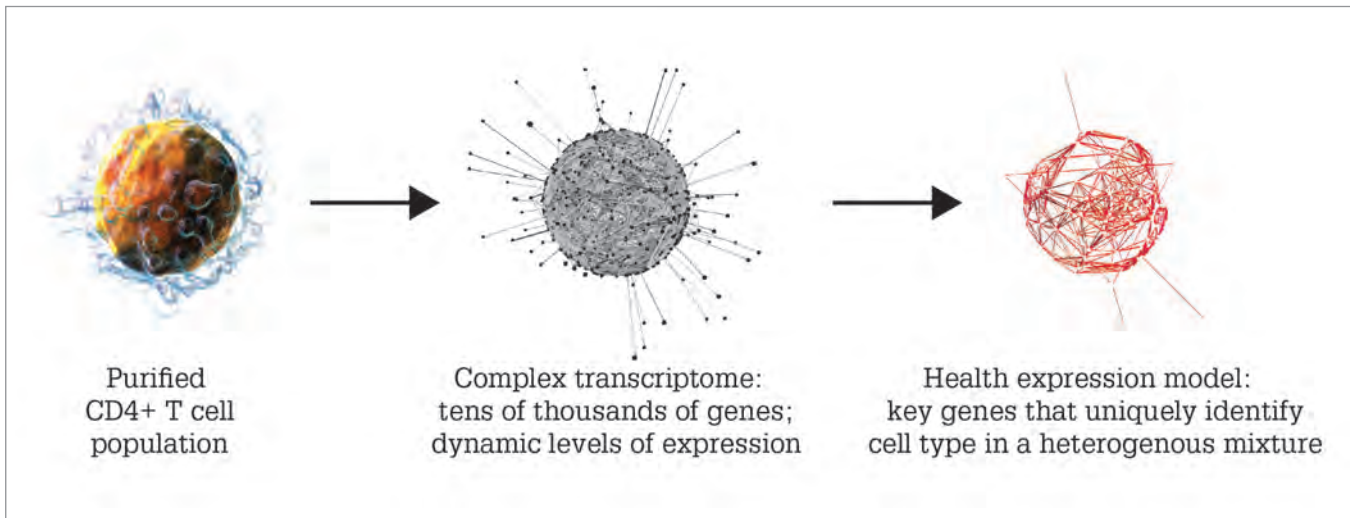 Purified
CD4+ T cell
population
Complex transcriptome:
tens of thousands of genes;
dynamic levels of expression
Health expression model:
key genes that uniquely identify
cell type in a heterogenous mixture